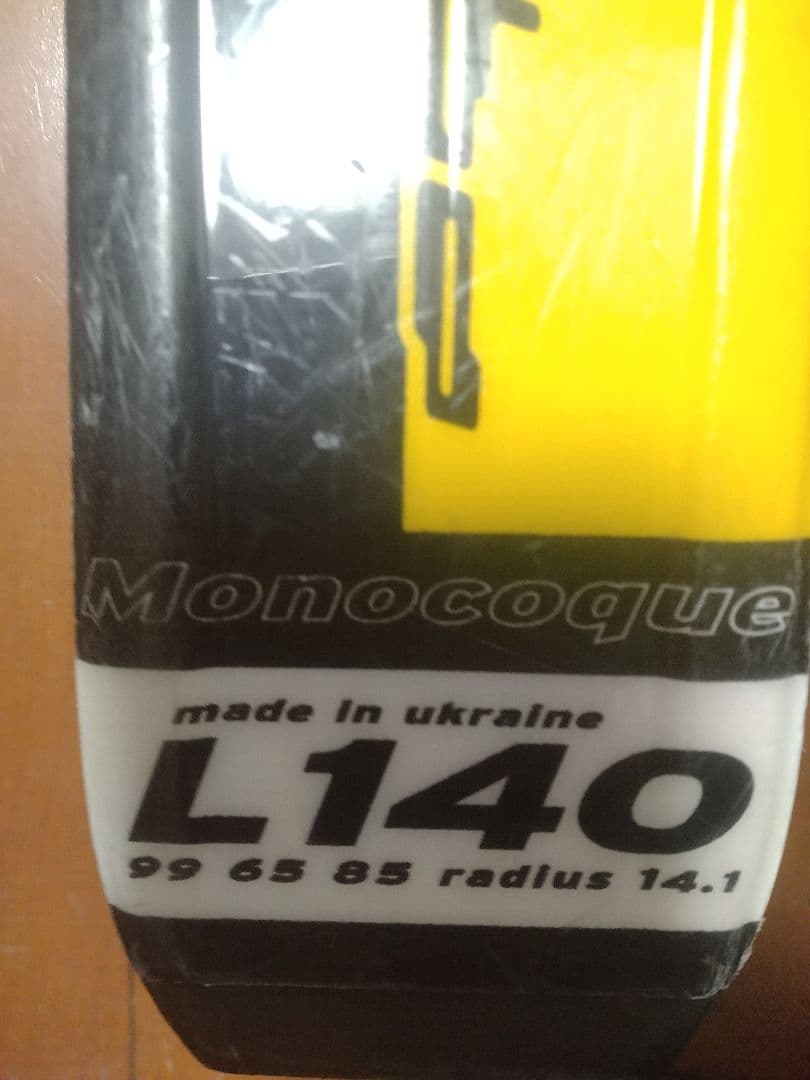 Monocoque
made in ukraine
L140
99 65 85 radius 14.1